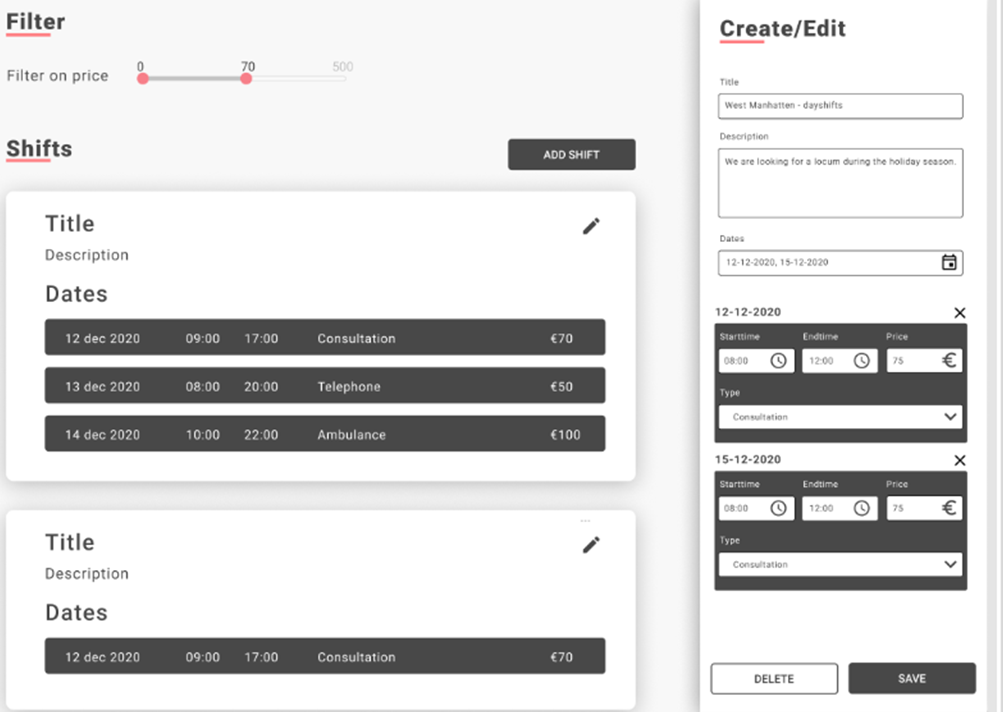 Filter
Filter on price 0 70 500
Shifts
ADD SHIFT
Title
Description
Dates
12 dec 2020 09:00 17:00 Consultation €70
13 dec 2020 08:00 20:00 Telephone €50
14 dec 2020 10:00 22:00 Ambulance €100
...
Title
Description
Dates
12 dec 2020 09:00 17:00 Consultation €70
Create/Edit
Title
West Manhatten - dayshifts
Description
We are looking for a locum during the holiday season.
Dates
12-12-2020, 15-12-2020
12-12-2020
Starttime Endtime Price
08:00 12:00 75 €
Type
Consultation
15-12-2020
Starttime Endtime Price
08:00 12:00 75 €
Type
Consultation
DELETE SAVE